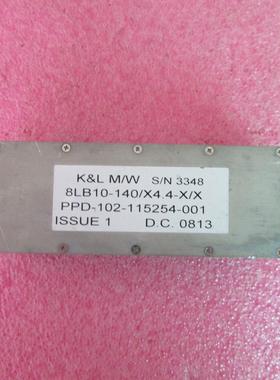 K&L M/W S/N 3348
8LB10-140/X4.4-X/X
PPD-102-115254-001
ISSUE 1 D.C. 0813